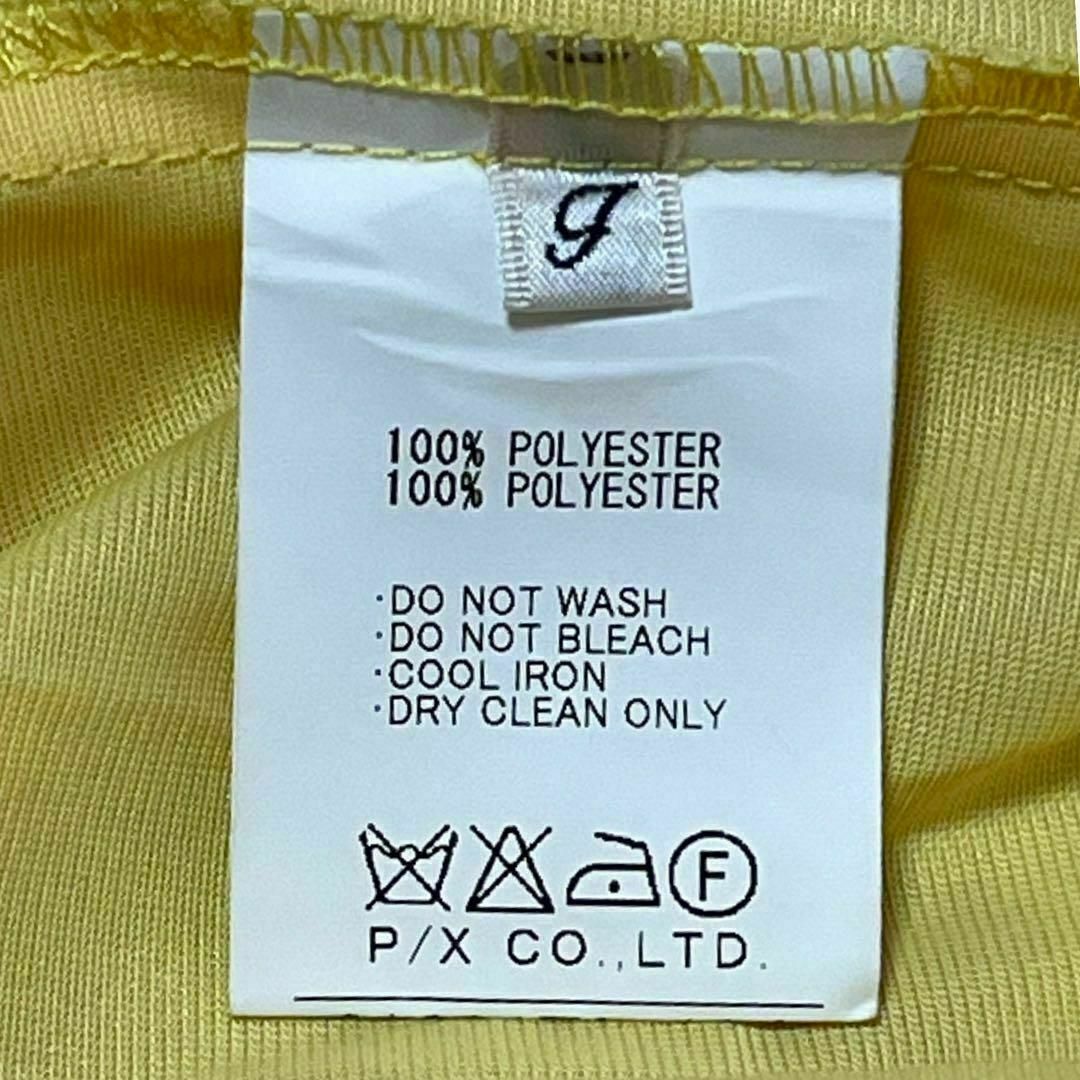 g
100% POLYESTER
100% POLYESTER
·DO NOT WASH
·DO NOT BLEACH
·COOL IRON
·DRY CLEAN ONLY
F
P/X CO.,LTD.